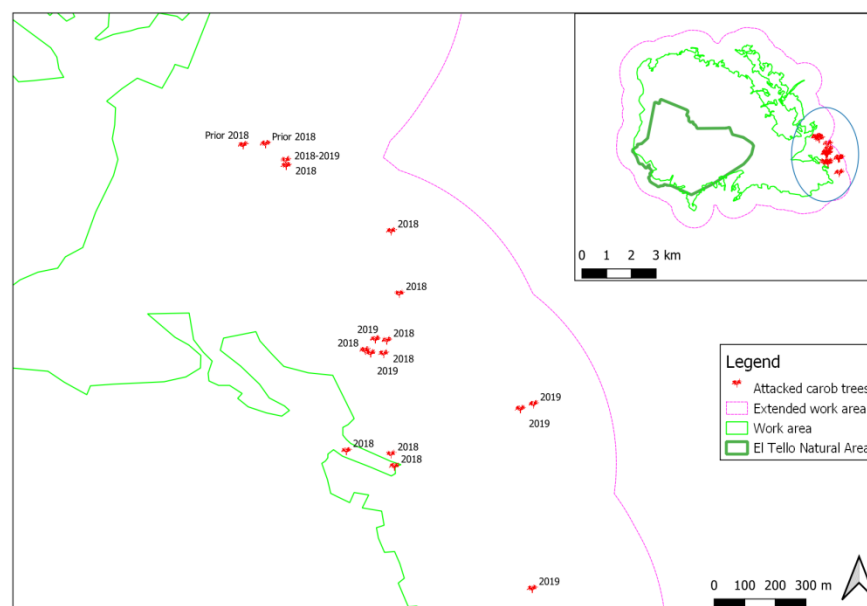 Prior 2018
Prior 2018
2018-2019
2018
2018
2018
2019
2018
2018
2018
2019
2019
2019
2018
2018
2018
2019
0 1 2 3 km
Legend
Attacked carob trees
Extended work area
Work area
El Tello Natural Area
0 100 200 300 m